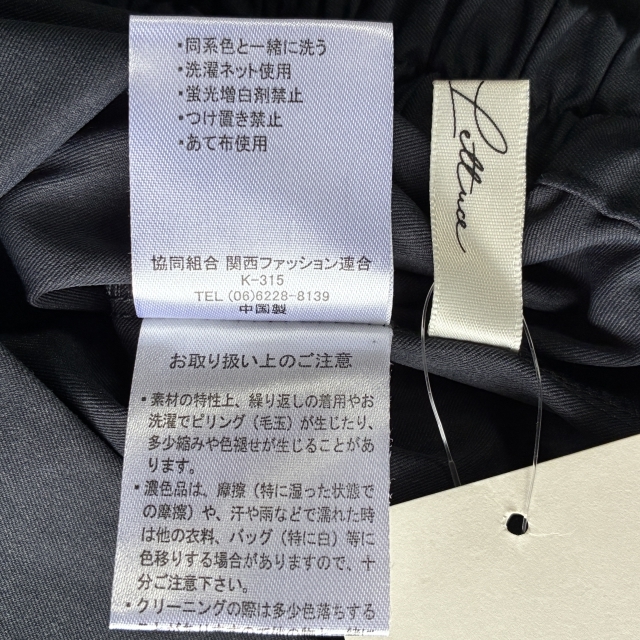 ・同系色と一緒に洗う
・洗濯ネット使用
・蛍光増白剤禁止
・つけ置き禁止
・あて布使用
協同組合 関西ファッション連合
K-315
TEL (06)6228-8139
中国製
Lettuce
お取り扱い上のご注意
・素材の特性上、繰り返しの着用やお
洗濯でピリング（毛玉）が生じたり、
多少縮みや色褪せが生じることがあ
ります。
・濃色品は、摩擦（特に湿った状態で
の摩擦）や、汗や雨などで濡れた時
は他の衣料、バッグ（特に白）等に
色移りする場合がありますので、十
分ご注意下さい。
・クリーニングの際は多少色落ちする